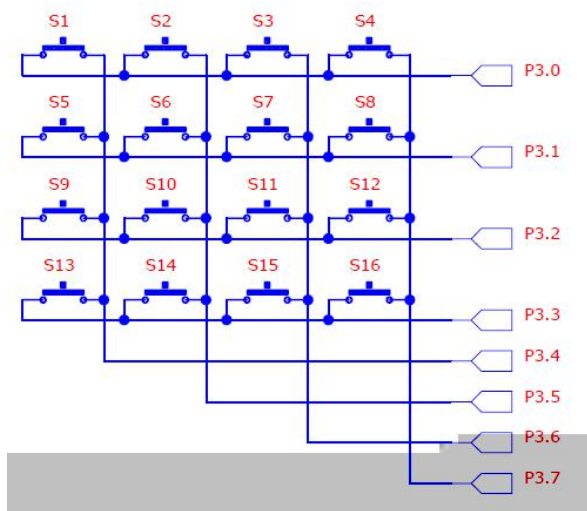 S1 S2 S3 S4
P3.0
S5 S6 S7 S8
P3.1
S9 S10 S11 S12
P3.2
S13 S14 S15 S16
P3.3
P3.4
P3.5
P3.6
P3.7